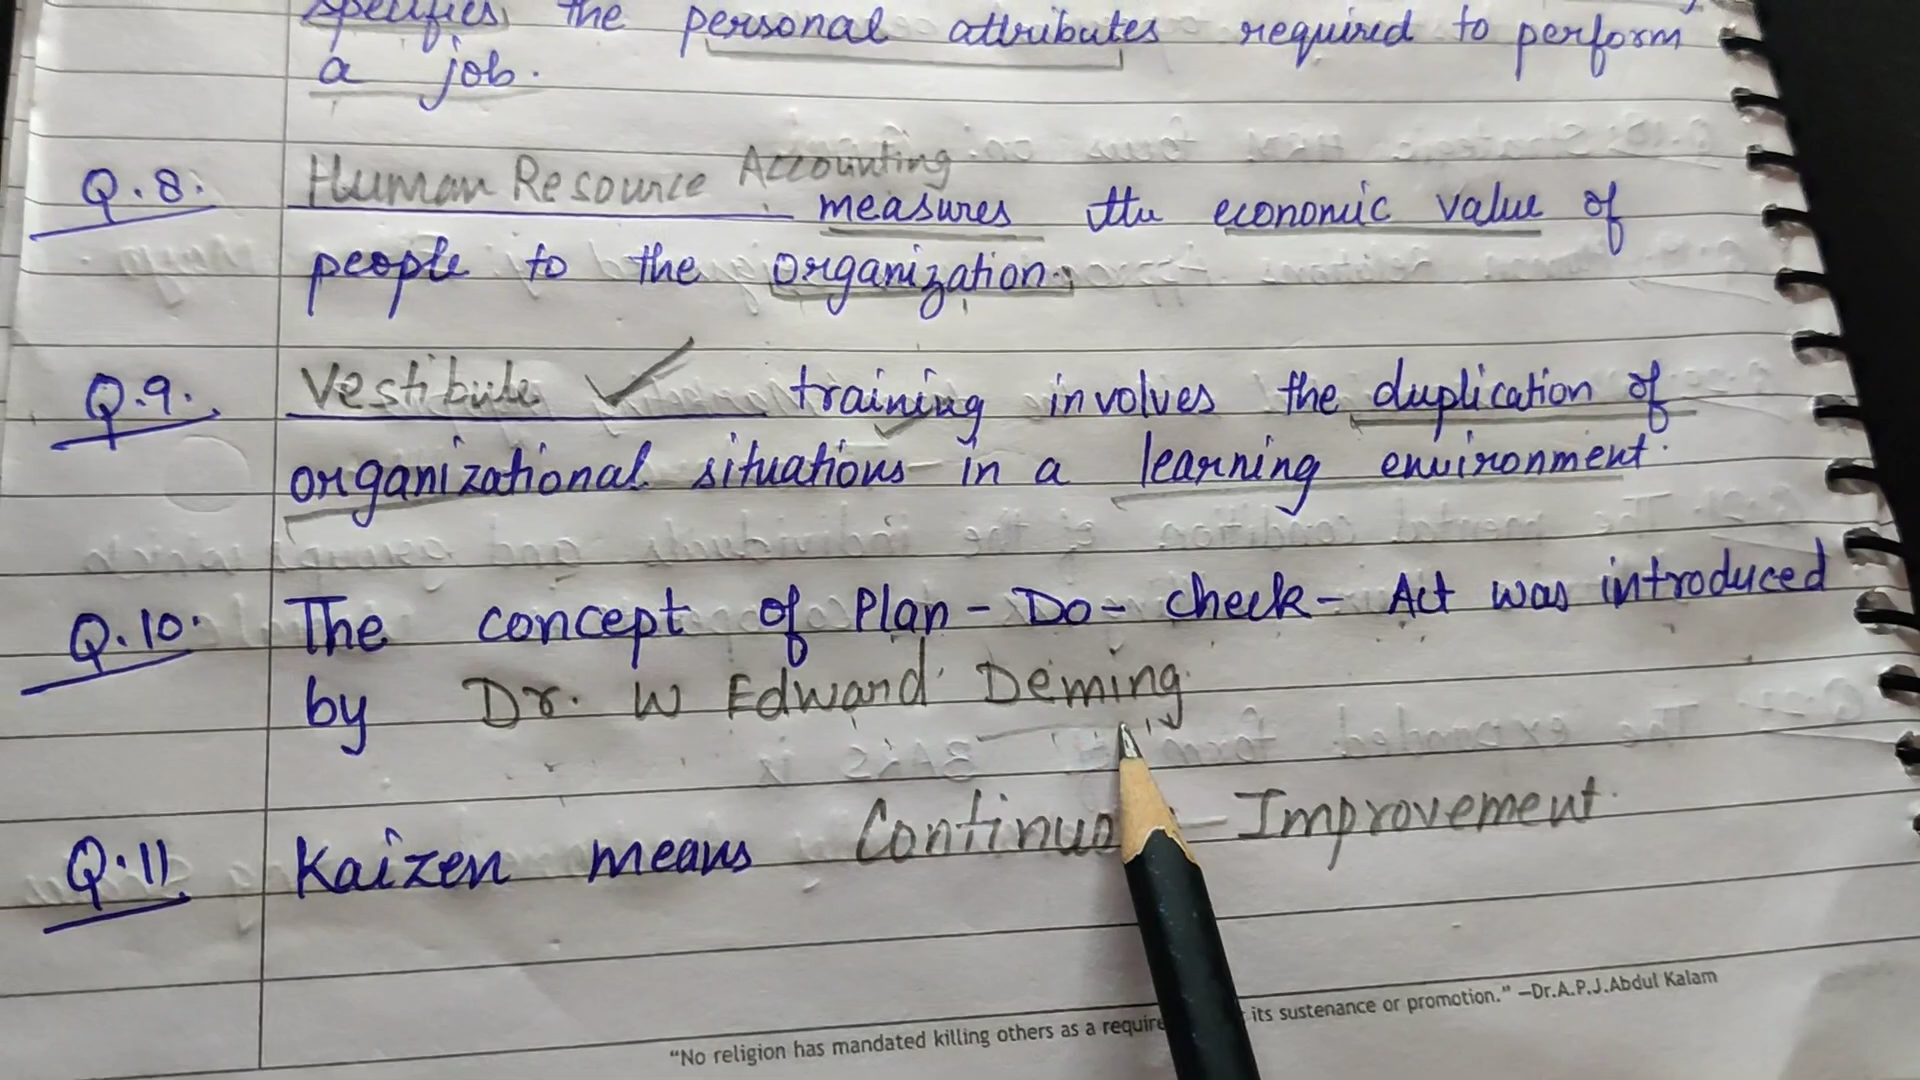 specifies the personal attributes required to perform
a job.
Q.8. Human Resource Accounting measures the economic value of
people to the organization.
Q.9. Vestibule training involves the duplication of
organizational situations in a learning environment.
Q.10. The concept of Plan - Do - Check - Act was introduced
by Dr. W Edward Deming.
Q.11 Kaizen means Improvement.
"No religion has mandated killing others as a its sustenance or promotion." —Dr.A.P.J.Abdul Kalam